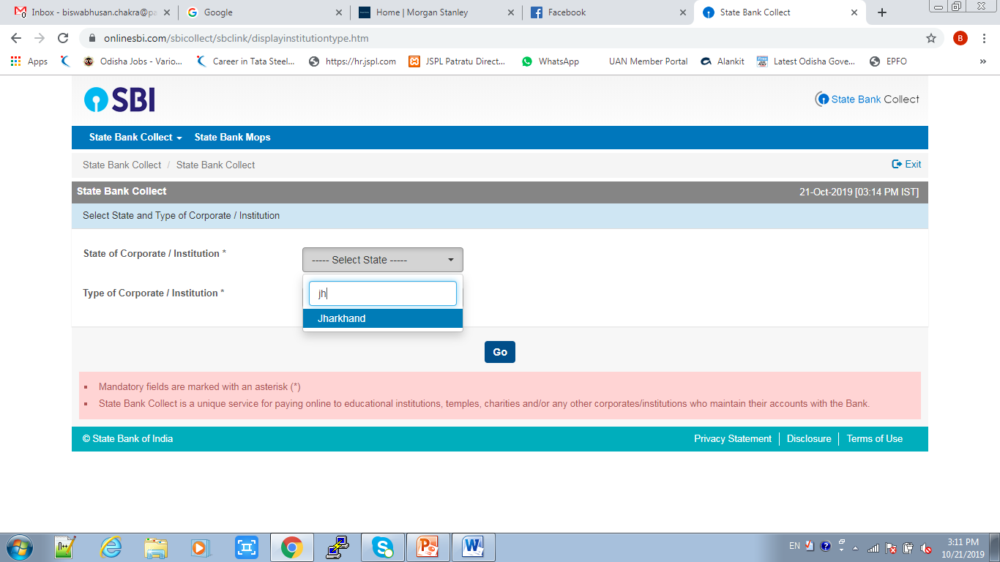 Inbox - biswabhusan.chakra@pa
Google
Home | Morgan Stanley
Facebook
State Bank Collect
onlinesbi.com/sbicollect/sbclink/displayinstitutiontype.htm
B
Apps
Odisha Jobs - Vario...
Career in Tata Steel...
https://hr.jspl.com
JSPL Patratu Direct...
WhatsApp
UAN Member Portal
Alankit
Latest Odisha Gove...
EPFO
»
SBI
State Bank Collect
State Bank Collect
State Bank Mops
State Bank Collect / State Bank Collect
Exit
State Bank Collect
21-Oct-2019 [03:14 PM IST]
Select State and Type of Corporate / Institution
State of Corporate / Institution *
----- Select State -----
Type of Corporate / Institution *
jh
Jharkhand
Go
Mandatory fields are marked with an asterisk (*)
State Bank Collect is a unique service for paying online to educational institutions, temples, charities and/or any other corporates/institutions who maintain their accounts with the Bank.
© State Bank of India
Privacy Statement
Disclosure
Terms of Use
EN
3:11 PM
10/21/2019